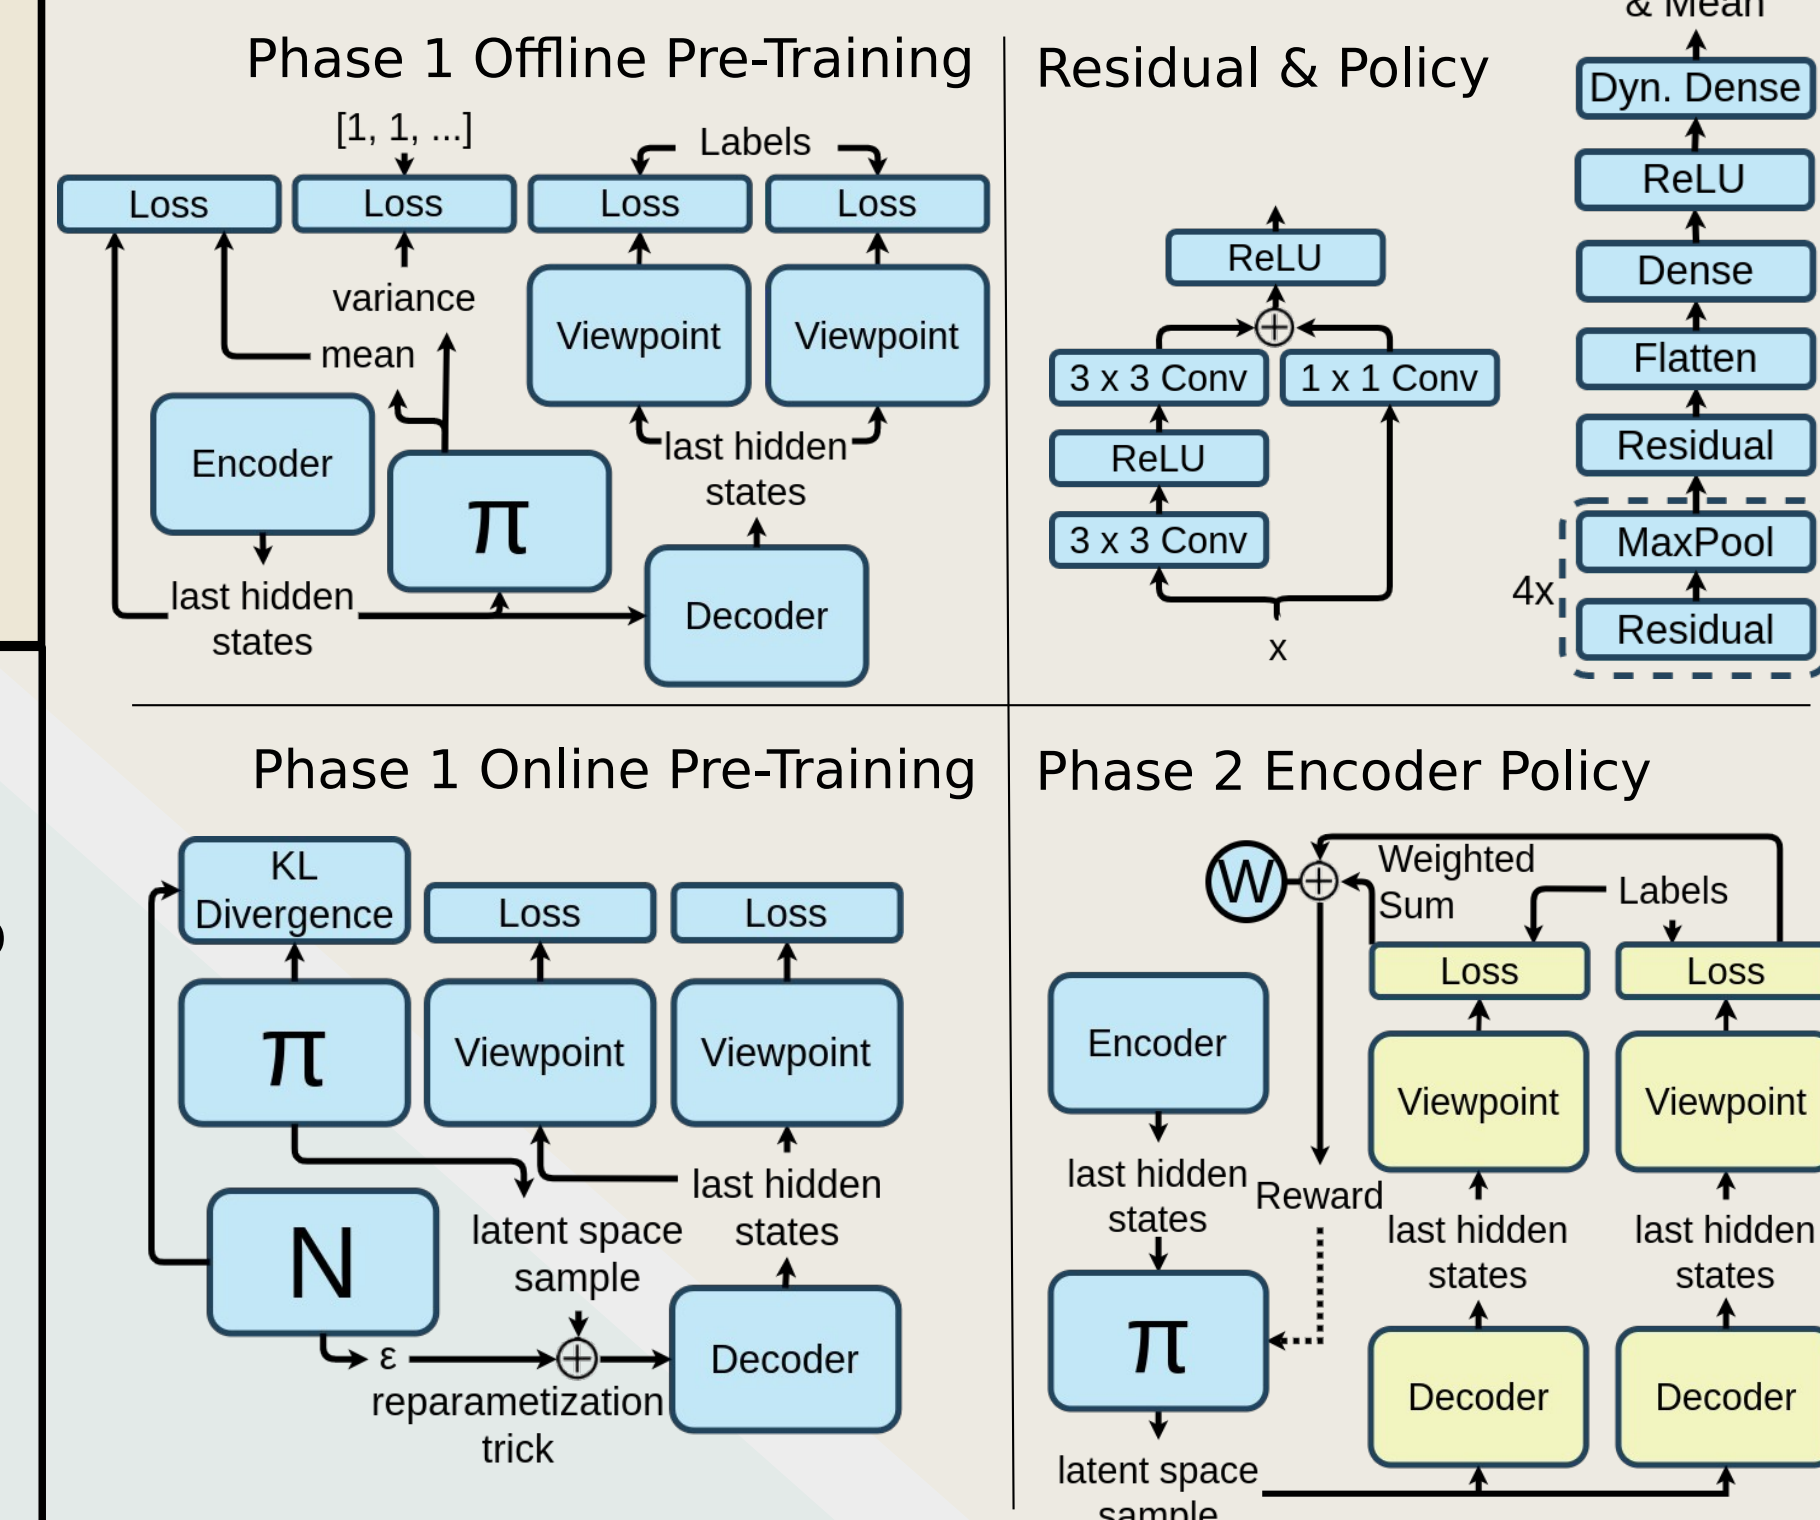 Phase 1 Offline Pre-Training
[1, 1, ...]
Labels
Loss
Loss
Loss
Loss
variance
mean
Viewpoint
Viewpoint
Encoder
π
last hidden
states
last hidden
states
Decoder
Residual & Policy
ReLU
3 x 3 Conv
1 x 1 Conv
ReLU
3 x 3 Conv
x
& Mean
Dyn. Dense
ReLU
Dense
Flatten
Residual
MaxPool
4x
Residual
Phase 1 Online Pre-Training
KL
Divergence
Loss
Loss
π
Viewpoint
Viewpoint
last hidden
states
N
latent space
sample
ε
reparametization
trick
Decoder
Phase 2 Encoder Policy
W
Weighted
Sum
Labels
Loss
Loss
Encoder
Viewpoint
Viewpoint
last hidden
states
Reward
last hidden
states
last hidden
states
π
Decoder
Decoder
latent space
sample